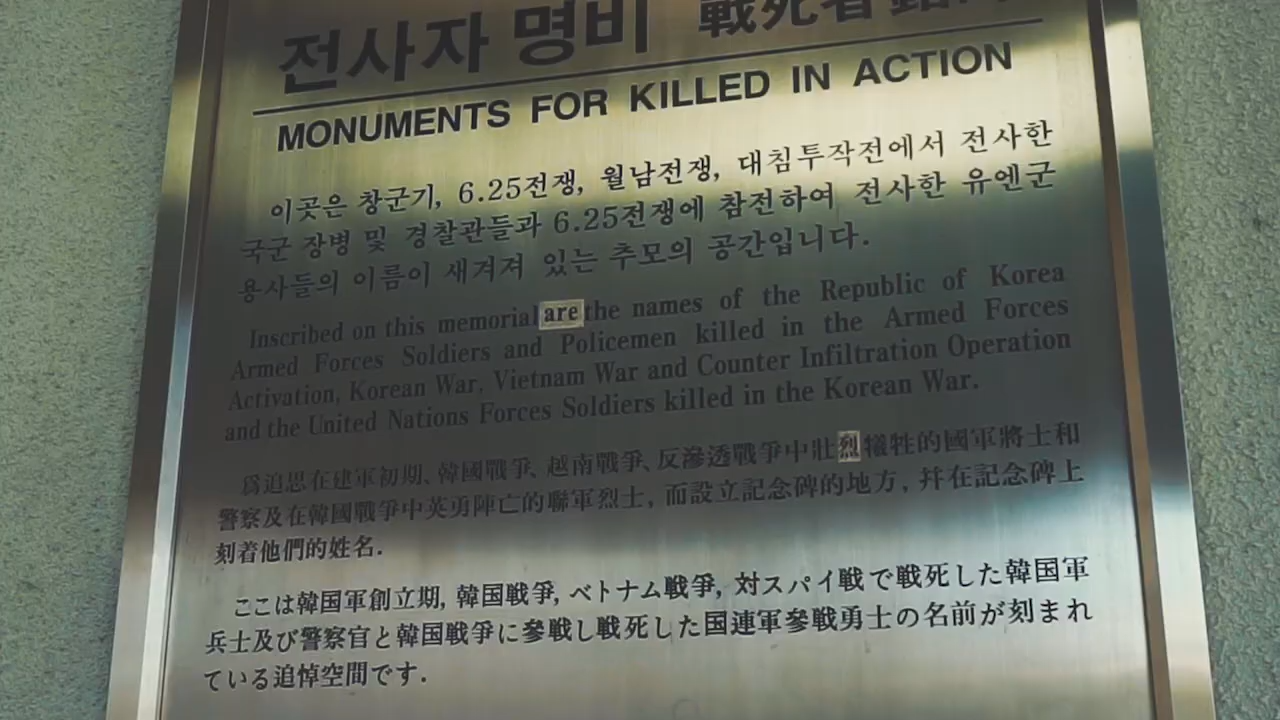 전사자 명비 戰死者
MONUMENTS FOR KILLED IN ACTION
이곳은 창군기, 6.25전쟁, 월남전쟁, 대침투작전에서 전사한
국군 장병 및 경찰관들과 6.25전쟁에 참전하여 전사한 유엔군
용사들의 이름이 새겨져 있는 추모의 공간입니다.
Inscribed on this memorial are the names of the Republic of Korea
Armed Forces Soldiers and Policemen killed in the Armed Forces
Activation, Korean War, Vietnam War and Counter Infiltration Operation
and the United Nations Forces Soldiers killed in the Korean War.
爲追思在建軍初期、韓國戰爭、越南戰爭、反滲透戰爭中壯烈犧牲的國軍將士和
警察及在韓國戰爭中英勇陣亡的聯軍烈士, 而設立記念碑的地方, 幷在記念碑上
刻着他們的姓名.
ここは韓国軍創立期, 韓国戦爭, ベトナム戦爭, 対スパイ戦で戦死した韓国軍
兵士及び警察官と韓国戦爭に參戦し戦死した国連軍參戦勇士の名前が刻まれ
ている追悼空間です.